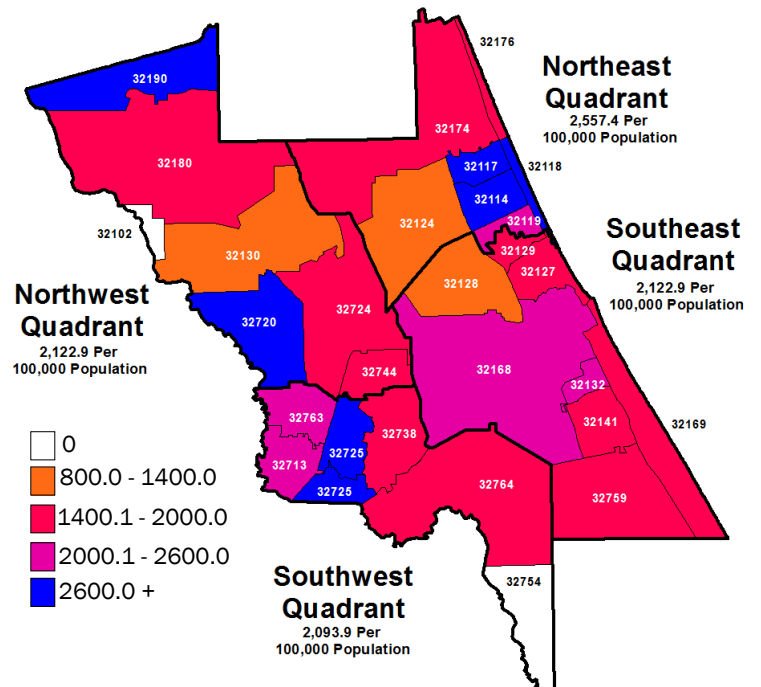 32176
Northeast
Quadrant
2,557.4 Per
100,000 Population
32190
32174
32180
32117
32118
32114
32124
32119
32102
32130
32129
Southeast
Quadrant
2,122.9 Per
100,000 Population
32127
32128
Northwest
Quadrant
2,122.9 Per
100,000 Population
32720
32724
32744
32168
32132
32763
32738
32141
32169
32725
32713
32725
32764
32759
0
800.0 - 1400.0
1400.1 - 2000.0
2000.1 - 2600.0
2600.0 +
32754
Southwest
Quadrant
2,093.9 Per
100,000 Population